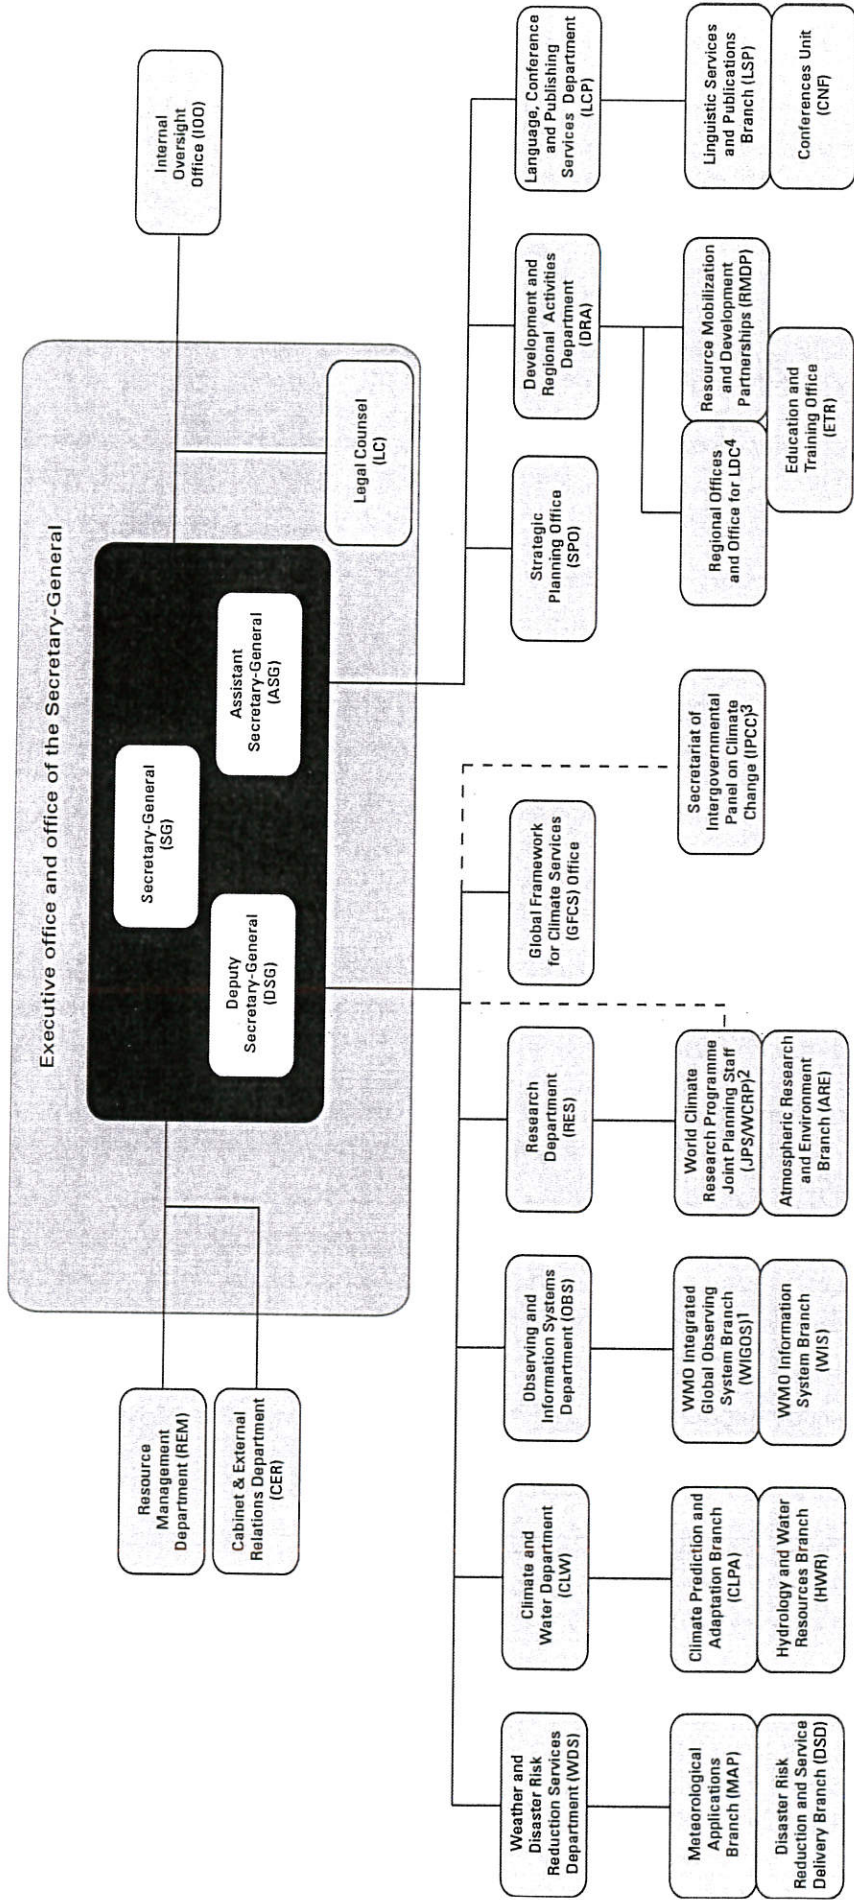 Executive office and office of the Secretary-General
Secretary-General
(SG)
Deputy
Secretary-General
(DSG)
Assistant
Secretary-General
(ASG)
Legal Counsel
(LC)
Internal
Oversight
Office (IOO)
Resource
Management
Department (REM)
Cabinet & External
Relations Department
(CER)
Weather and
Disaster Risk
Reduction Services
Department (WDS)
Climate and
Water Department
(CLW)
Observing and
Information Systems
Department (OBS)
Research
Department
(RES)
Global Framework
for Climate Services
(GFCS) Office
Strategic
Planning Office
(SPO)
Development and
Regional Activities
Department
(DRA)
Language, Conference
and Publishing
Services Department
(LCP)
Meteorological
Applications
Branch (MAP)
Disaster Risk
Reduction and Service
Delivery Branch (DSD)
Climate Prediction and
Adaptation Branch
(CLPA)
Hydrology and Water
Resources Branch
(HWR)
WMO Integrated
Global Observing
System Branch
(WIGOS)1
WMO Information
System Branch
(WIS)
World Climate
Research Programme
Joint Planning Staff
(JPS/WCRP)2
Atmospheric Research
and Environment
Branch (ARE)
Secretariat of
Intergovernmental
Panel on Climate
Change (IPCC)3
Regional Offices
and Office for LDC4
Resource Mobilization
and Development
Partnerships (RMDP)
Education and
Training Office
(ETR)
Linguistic Services
and Publications
Branch (LSP)
Conferences Unit
(CNF)